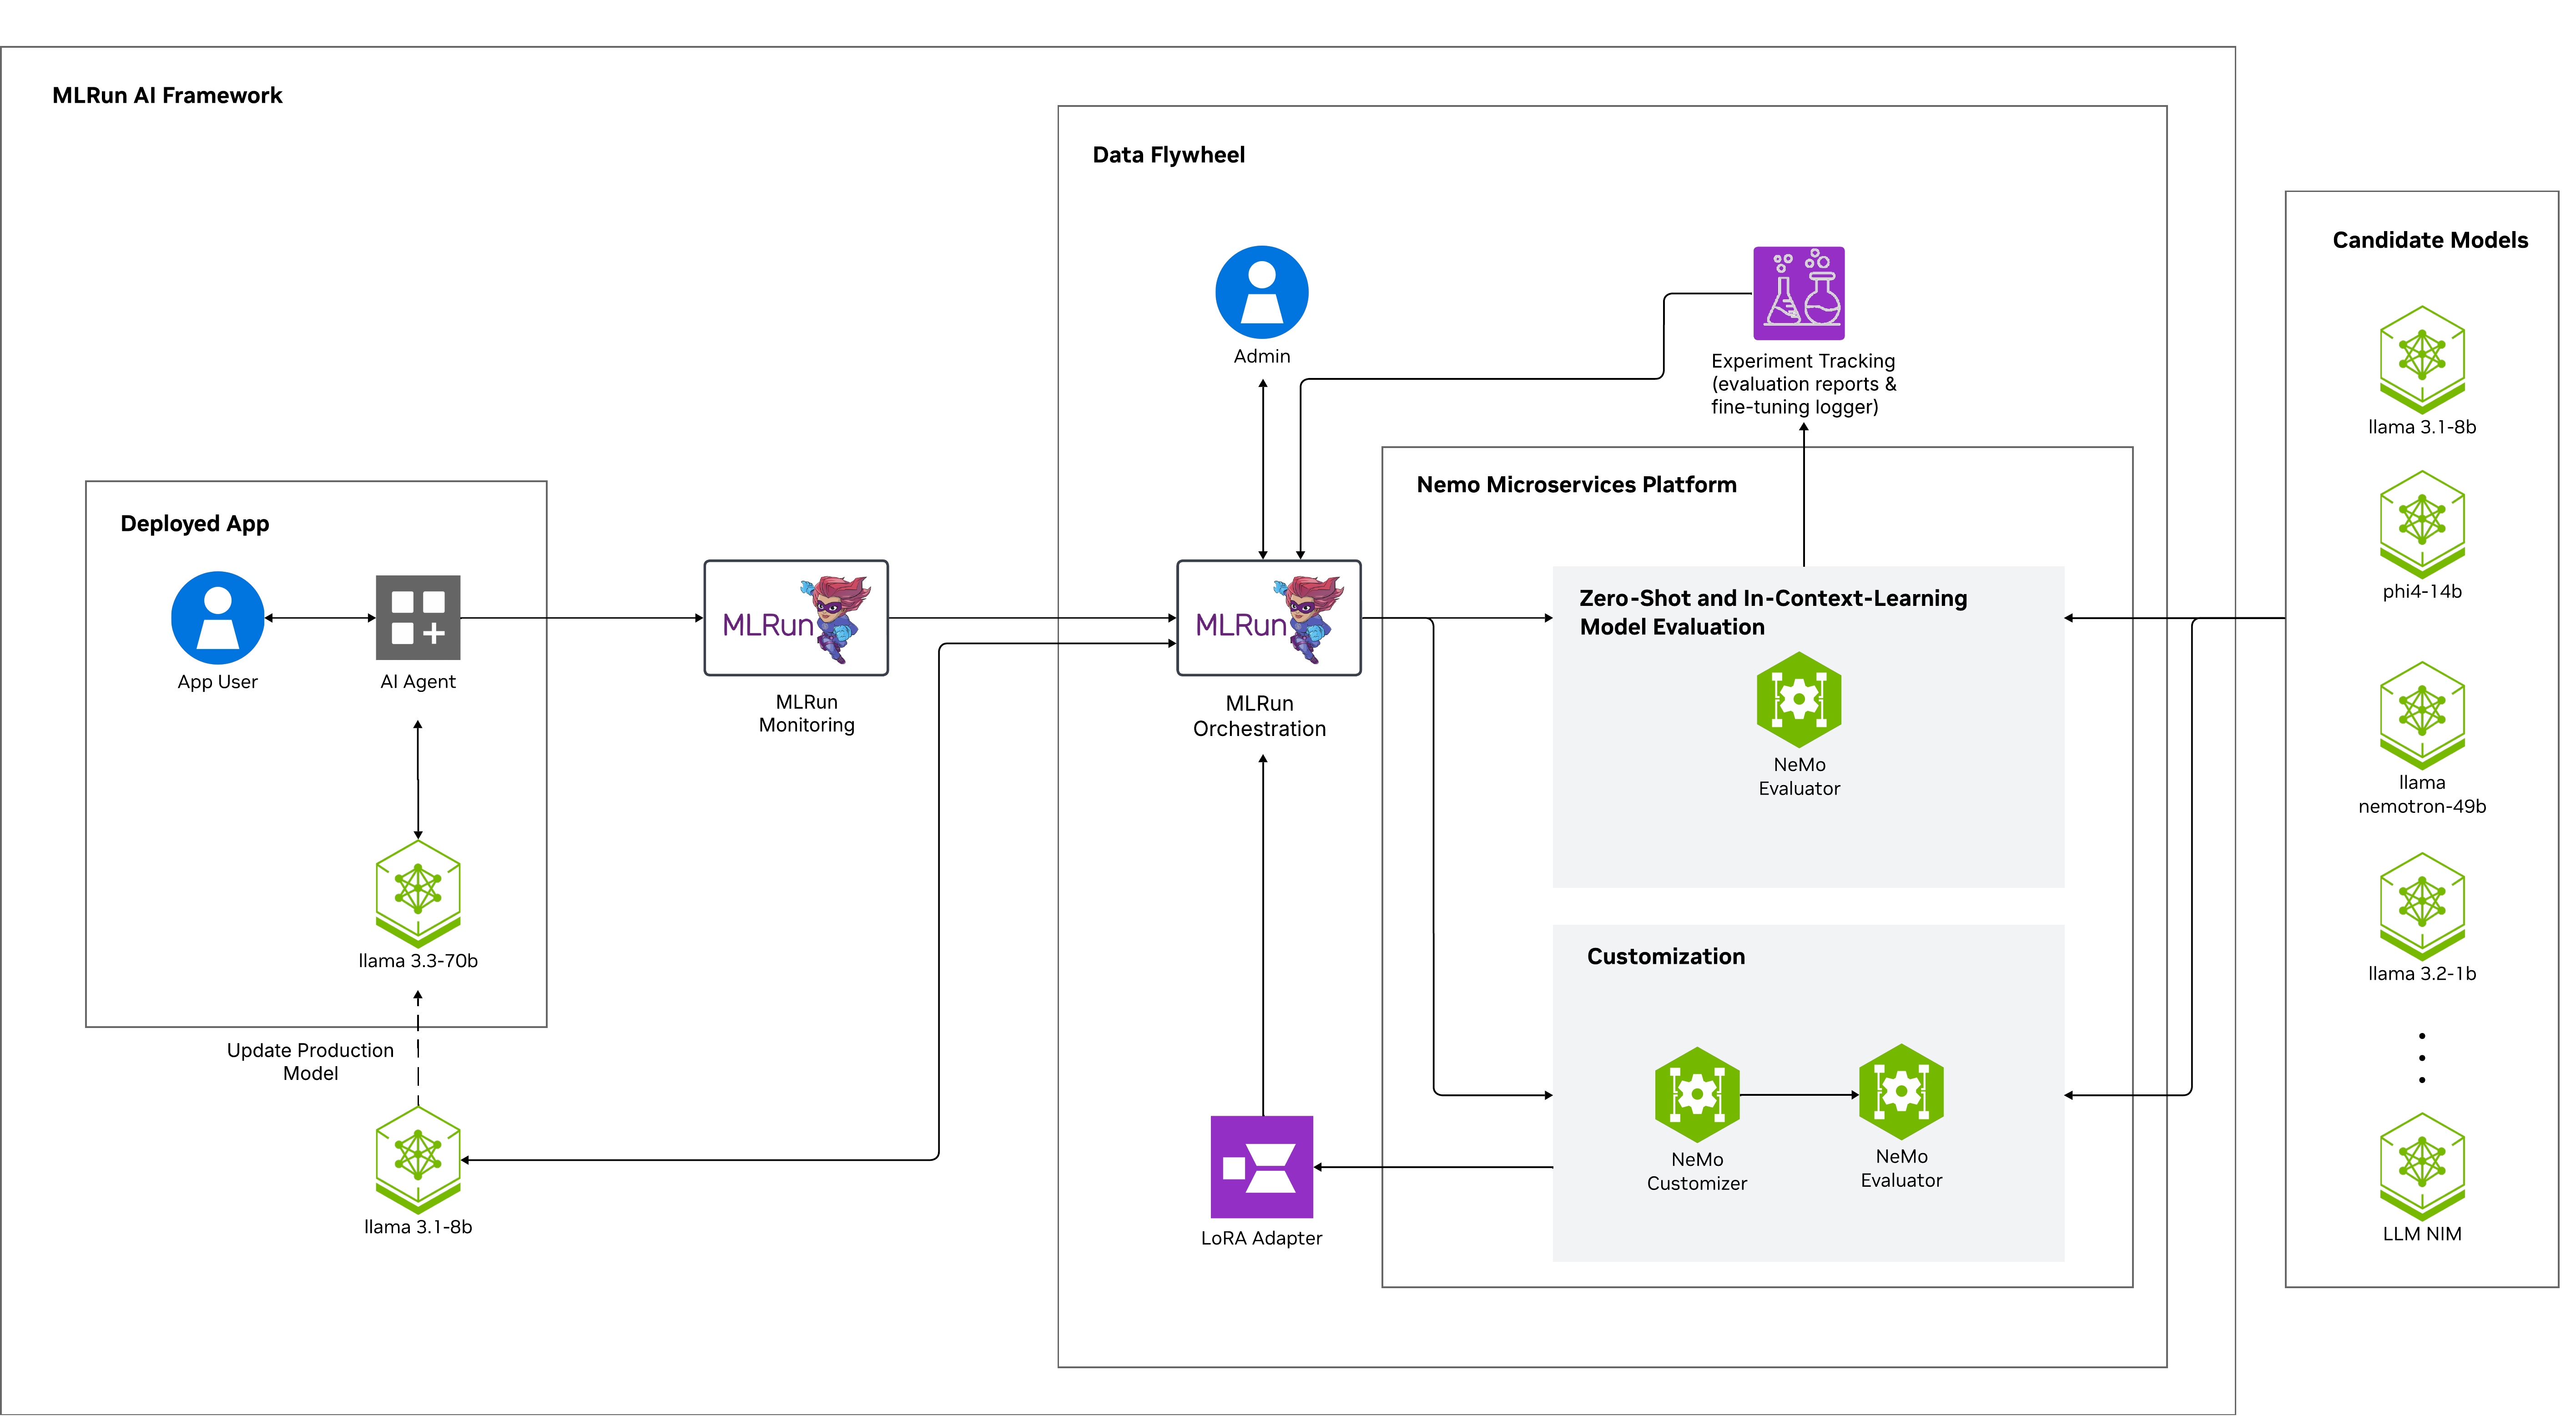 MLRun AI Framework
Data Flywheel
Candidate Models
Admin
Experiment Tracking
(evaluation reports &
fine-tuning logger)
llama 3.1-8b
Nemo Microservices Platform
Deployed App
phi4-14b
Zero-Shot and In-Context-Learning
Model Evaluation
MLRun
MLRun
App User
AI Agent
MLRun
Monitoring
MLRun
Orchestration
NeMo
Evaluator
llama
nemotron-49b
llama 3.3-70b
Customization
llama 3.2-1b
Update Production
Model
NeMo
Customizer
NeMo
Evaluator
llama 3.1-8b
LoRA Adapter
LLM NIM